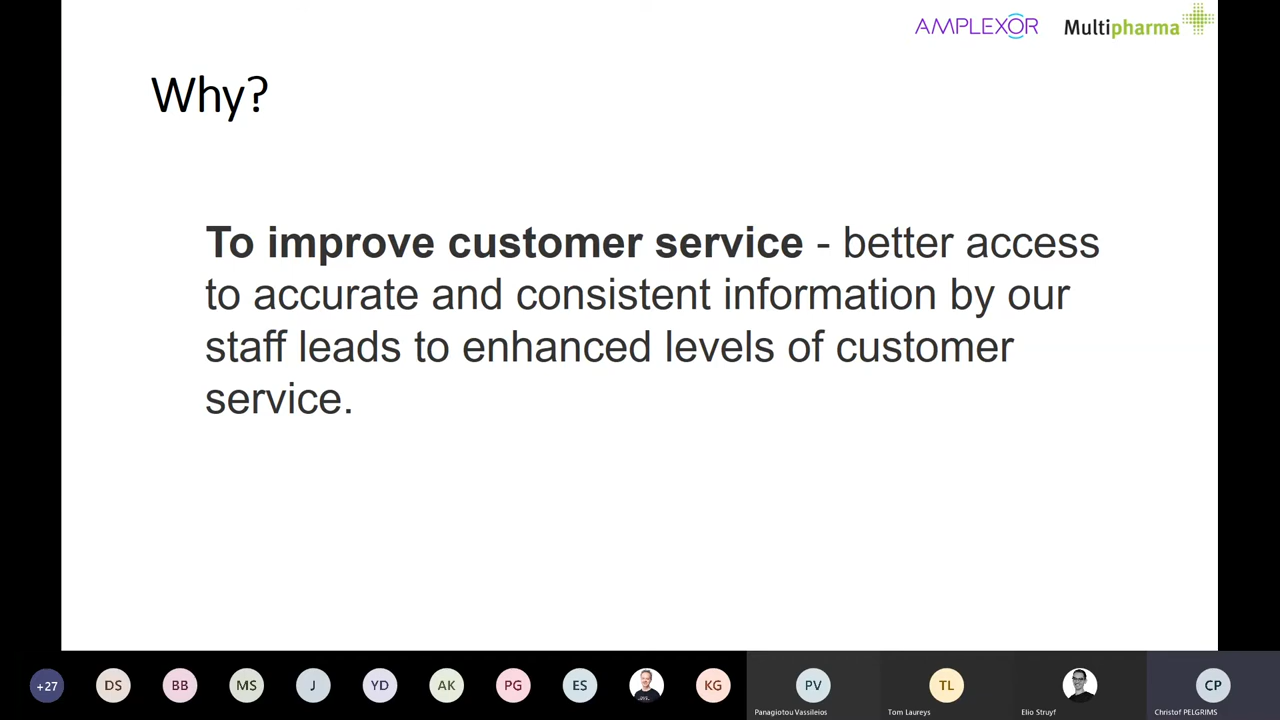 AMPLEXOR Multipharma
Why?
To improve customer service - better access
to accurate and consistent information by our
staff leads to enhanced levels of customer
service.
+27 DS BB MS J YD AK PG ES KG PV TL CP
Panagiotou Vassileios Tom Laureys Elio Struyf Christof PELGRIMS